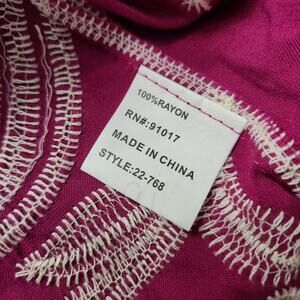 100%RAYON
RN#:91017
MADE IN CHINA
STYLE:22-768